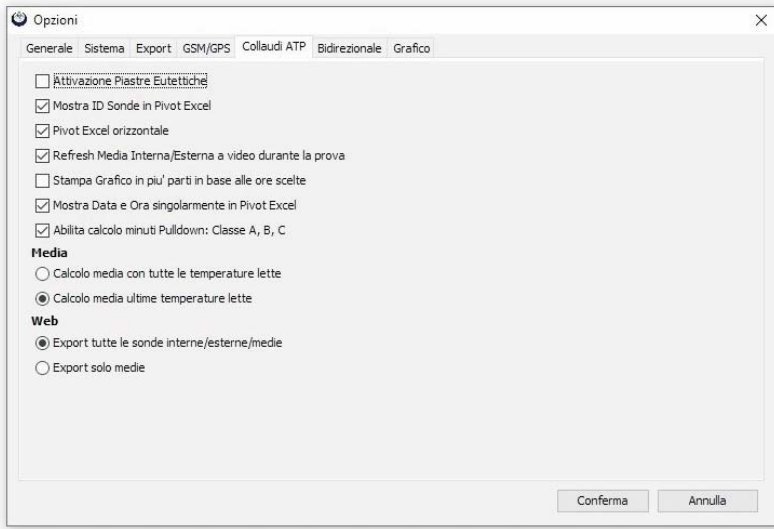 Opzioni
Generale Sistema Export GSM/GPS Collaudi ATP Bidirezionale Grafico
Attivazione Piastre Eutettiche
Mostra ID Sonde in Pivot Excel
Pivot Excel orizzontale
Refresh Media Interna/Esterna a video durante la prova
Stampa Grafico in piu' parti in base alle ore scelte
Mostra Data e Ora singolarmente in Pivot Excel
Abilita calcolo minuti Pulldown: Classe A, B, C
Media
Calcolo media con tutte le temperature lette
Calcolo media ultime temperature lette
Web
Export tutte le sonde interne/esterne/medie
Export solo medie
Conferma Annulla